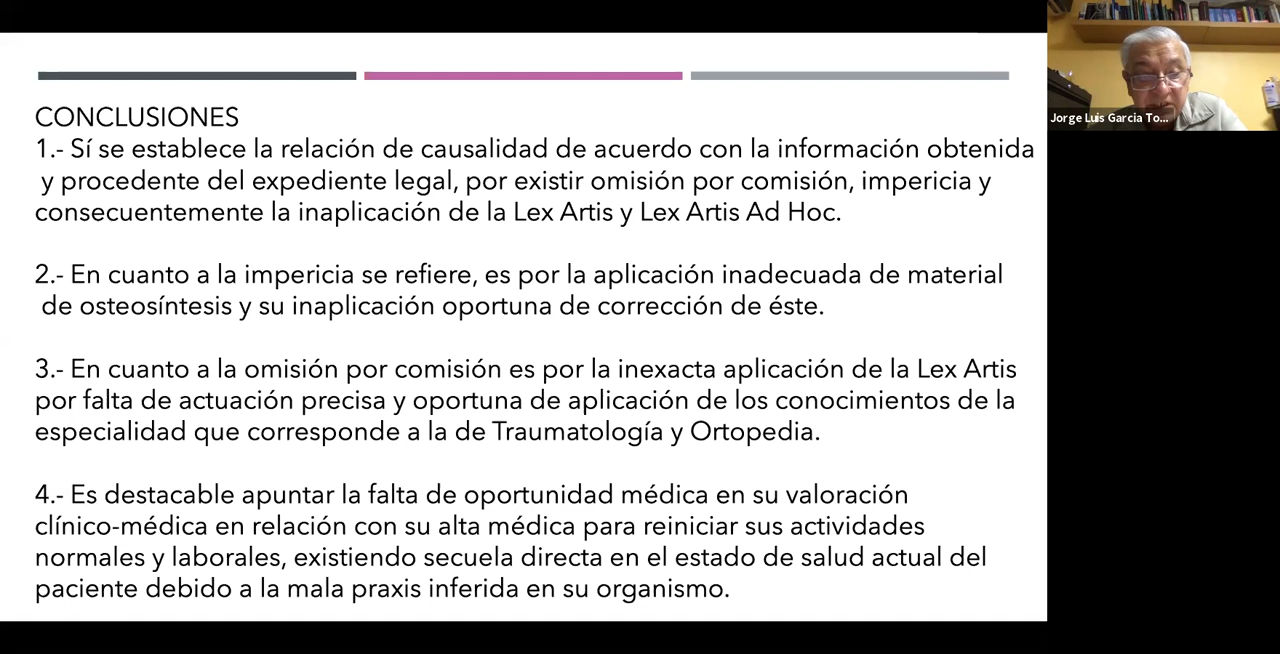 CONCLUSIONES
1.- Sí se establece la relación de causalidad de acuerdo con la información obtenida
y procedente del expediente legal, por existir omisión por comisión, impericia y
consecuentemente la inaplicación de la Lex Artis y Lex Artis Ad Hoc.
2.- En cuanto a la impericia se refiere, es por la aplicación inadecuada de material
de osteosíntesis y su inaplicación oportuna de corrección de éste.
3.- En cuanto a la omisión por comisión es por la inexacta aplicación de la Lex Artis
por falta de actuación precisa y oportuna de aplicación de los conocimientos de la
especialidad que corresponde a la de Traumatología y Ortopedia.
4.- Es destacable apuntar la falta de oportunidad médica en su valoración
clínico-médica en relación con su alta médica para reiniciar sus actividades
normales y laborales, existiendo secuela directa en el estado de salud actual del
paciente debido a la mala praxis inferida en su organismo.
Jorge Luis Garcia To...